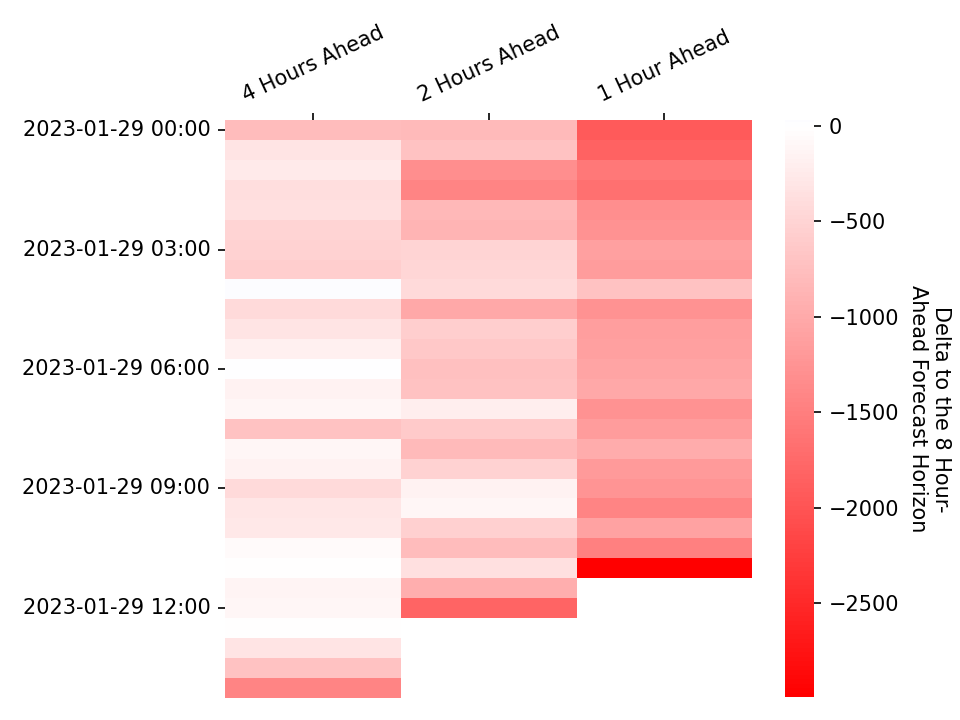 4 Hours Ahead
2 Hours Ahead
1 Hour Ahead
2023-01-29 00:00
2023-01-29 03:00
2023-01-29 06:00
2023-01-29 09:00
2023-01-29 12:00
0
−500
−1000
−1500
−2000
−2500
Delta to the 8 Hour-
Ahead Forecast Horizon